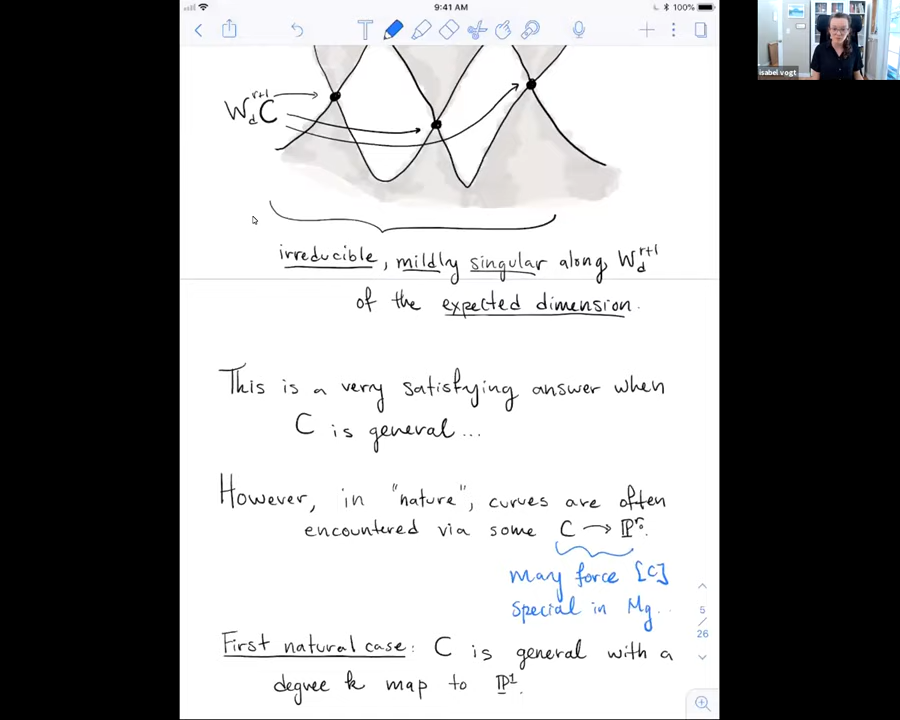 9:41 AM
100%
isabel vogt
W_d^{r+1} C
irreducible, mildly singular along W_d^{r+1}
of the expected dimension.
This is a very satisfying answer when
C is general...
However, in "nature", curves are often
encountered via some C → ℙ^{r_0}.
may force [C]
special in Mg.
5
/
26
First natural case: C is general with a
degree k map to ℙ^1.